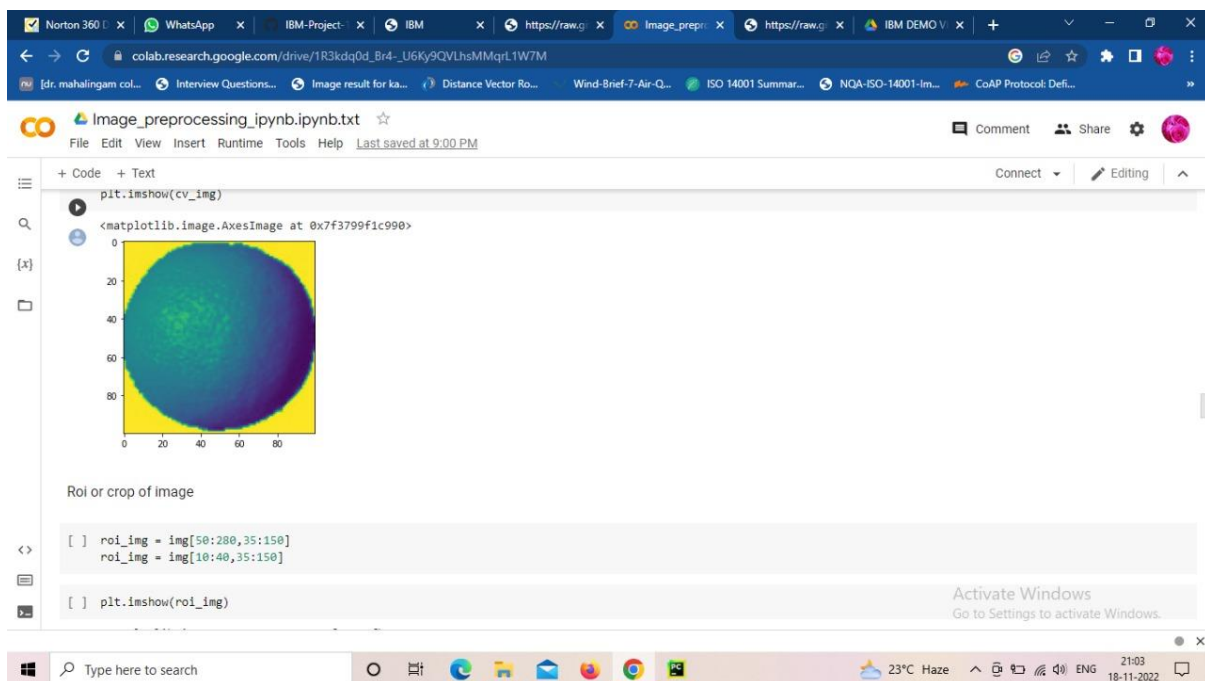 Norton 360 D
WhatsApp
IBM-Project-1
IBM
https://raw.gi
Image_prepro
https://raw.gi
IBM DEMO VI
colab.research.google.com/drive/1R3kdq0d_Br4-_U6Ky9QVLhsMMqrL1W7M
[dr. mahalingam col...
Interview Questions...
Image result for ka...
Distance Vector Ro...
Wind-Brief-7-Air-Q...
ISO 14001 Summar...
NQA-ISO-14001-Im...
CoAP Protocol: Defi...
Image_preprocessing_ipynb.ipynb.txt
Comment
Share
File Edit View Insert Runtime Tools Help Last saved at 9:00 PM
+ Code + Text
Connect
Editing
plt.imshow(cv_img)
<matplotlib.image.AxesImage at 0x7f3799f1c990>
{x}
0
20
40
60
80
0 20 40 60 80
Roi or crop of image
[ ] roi_img = img[50:280,35:150]
roi_img = img[10:40,35:150]
[ ] plt.imshow(roi_img)
Activate Windows
Go to Settings to activate Windows.
Type here to search
PC
23°C Haze
ENG
21:03
18-11-2022